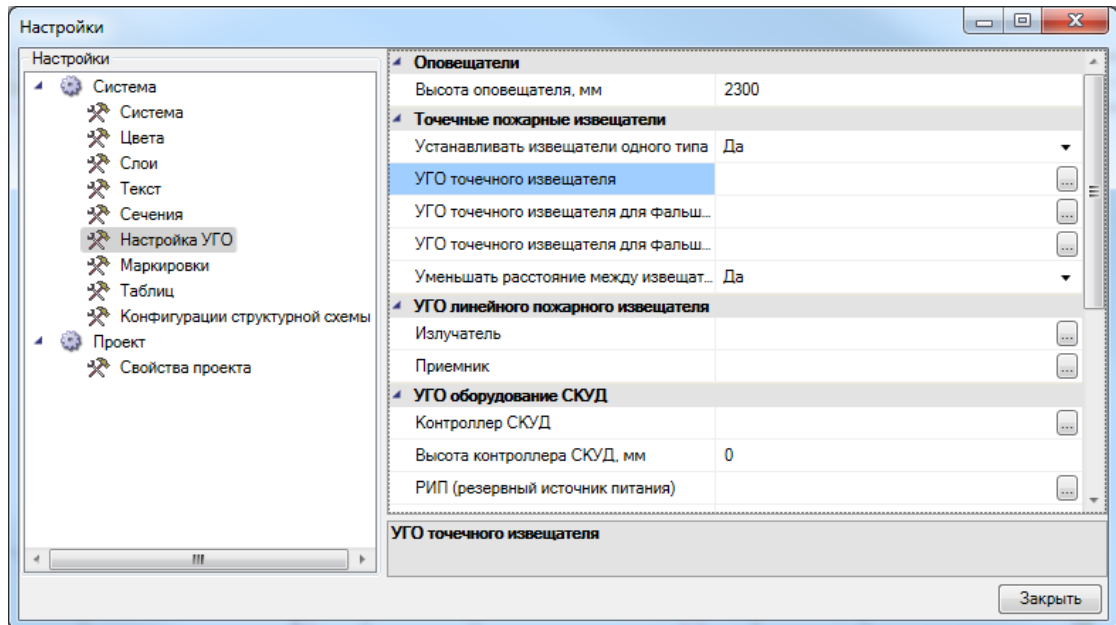 Настройки
Настройки
Система
Система
Цвета
Слои
Текст
Сечения
Настройка УГО
Маркировки
Таблиц
Конфигурации структурной схемы
Проект
Свойства проекта
Оповещатели
Высота оповещателя, мм 2300
Точечные пожарные извещатели
Устанавливать извещатели одного типа Да
УГО точечного извещателя ...
УГО точечного извещателя для фальш... ...
УГО точечного извещателя для фальш... ...
Уменьшать расстояние между извещат... Да
УГО линейного пожарного извещателя
Излучатель ...
Приемник ...
УГО оборудование СКУД
Контроллер СКУД ...
Высота контроллера СКУД, мм 0
РИП (резервный источник питания) ...
УГО точечного извещателя
Закрыть